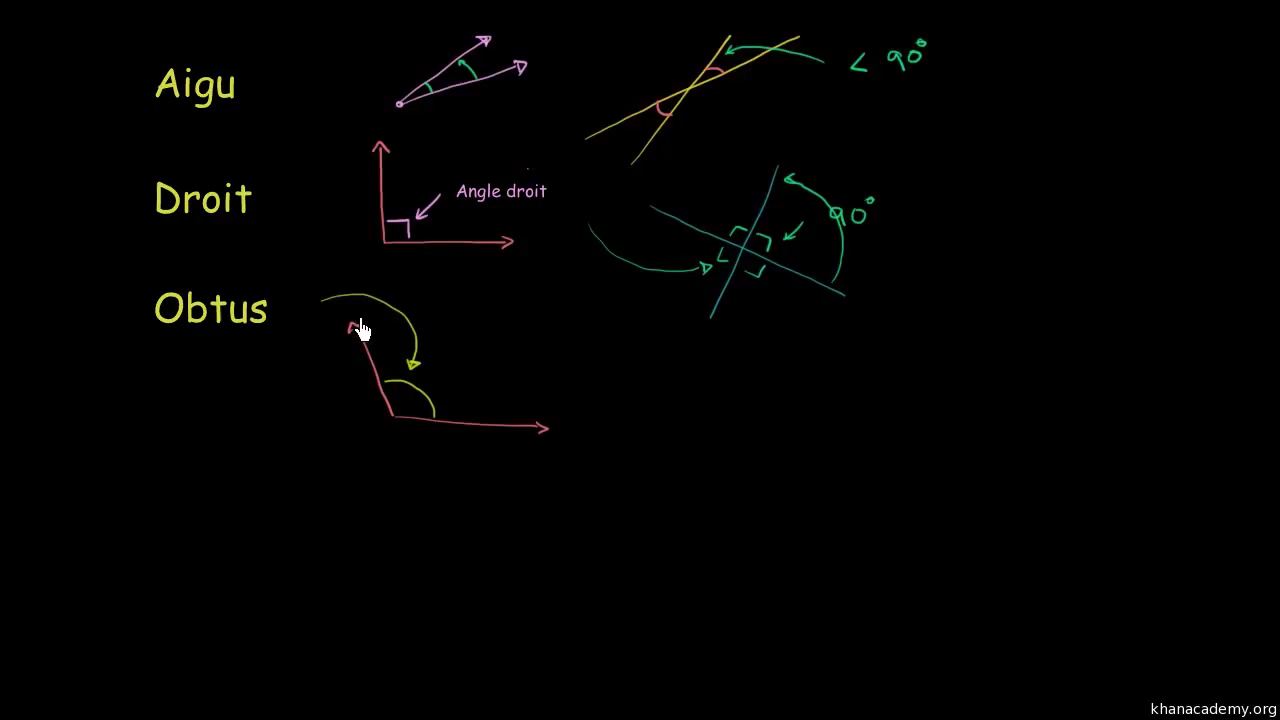 Aigu
< 90°
Droit
Angle droit
90°
Obtus
khanacademy.org